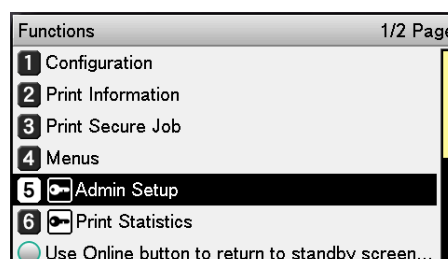 Functions 1/2 Page
1 Configuration
2 Print Information
3 Print Secure Job
4 Menus
5 Admin Setup
6 Print Statistics
Use Online button to return to standby screen...